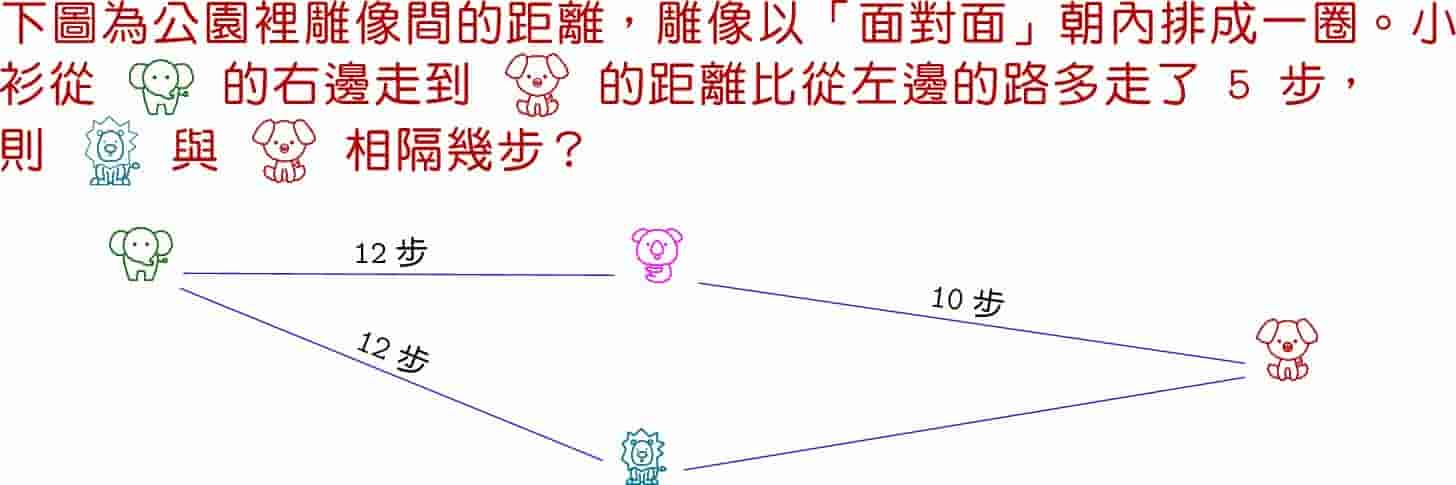 下圖為公園裡雕像間的距離，雕像以「面對面」朝內排成一圈。小
衫從 的右邊走到 的距離比從左邊的路多走了 5 步，
則 與 相隔幾步？
12 步
10 步
12 步